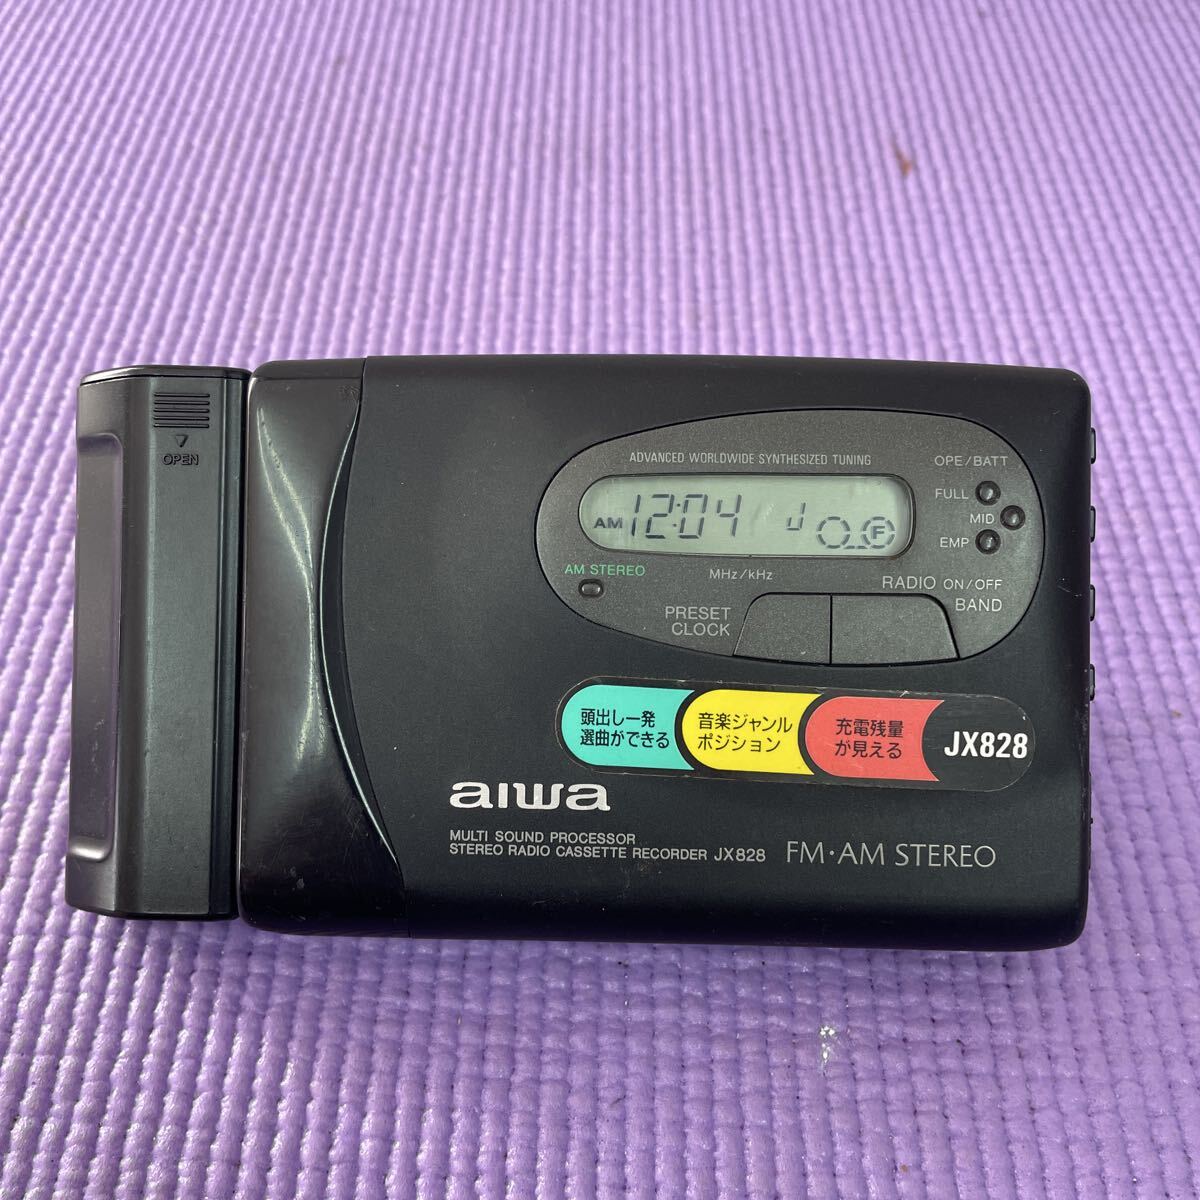 OPEN
ADVANCED WORLDWIDE SYNTHESIZED TUNING
OPE/BATT
FULL
MID
EMP
AM 12:04 J F
AM STEREO
MHz/kHz
RADIO ON/OFF
BAND
PRESET
CLOCK
頭出し一発
選曲ができる
音楽ジャンル
ポジション
充電残量
が見える
JX828
aiwa
MULTI SOUND PROCESSOR
STEREO RADIO CASSETTE RECORDER JX828
FM·AM STEREO